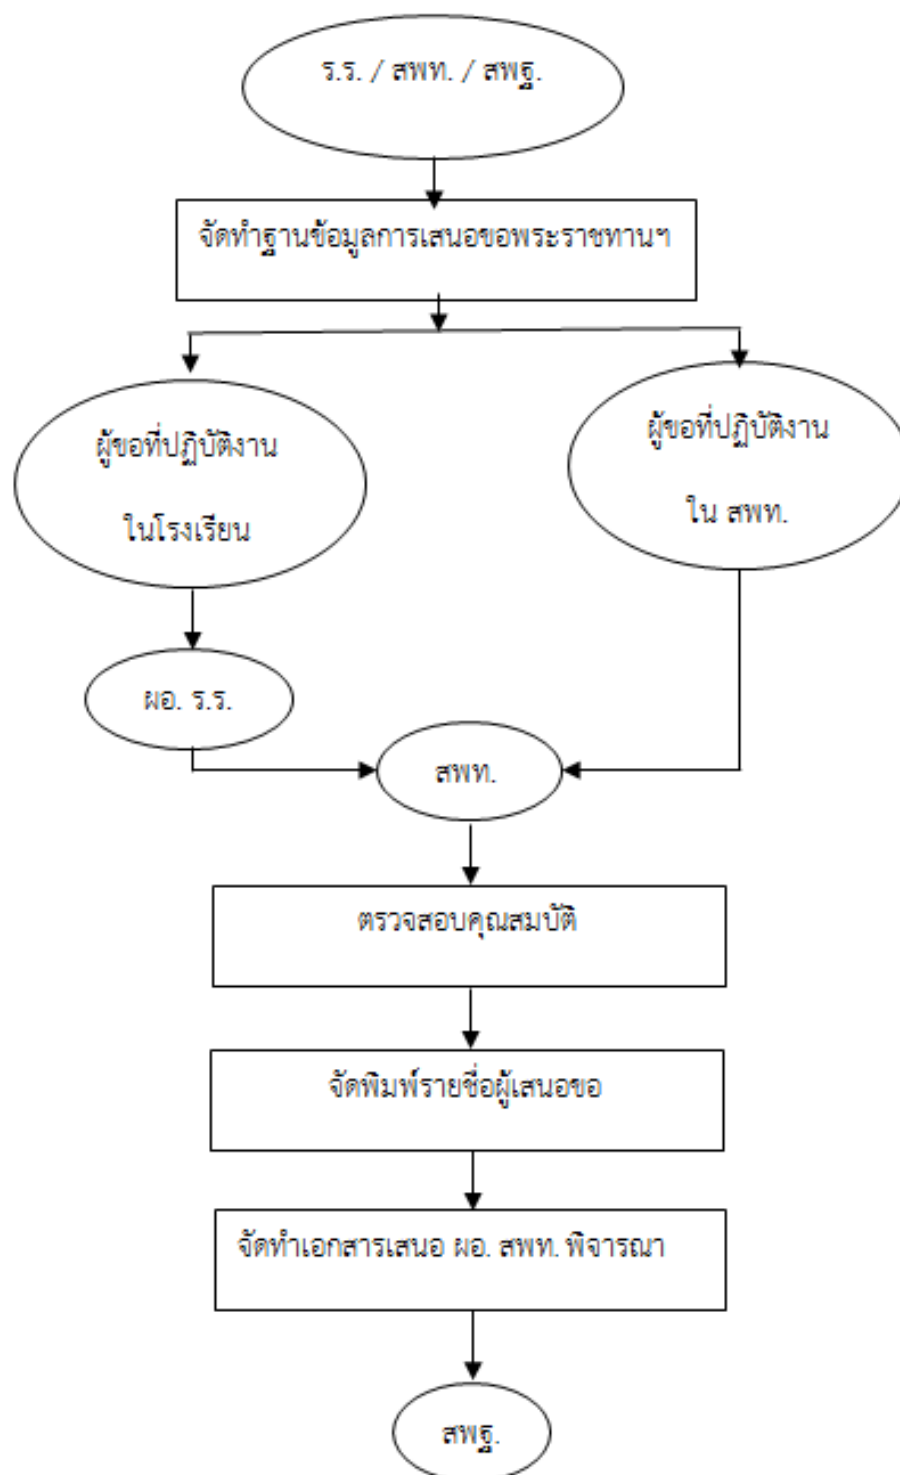 ร.ร. / สพท. / สพฐ.
จัดทำฐานข้อมูลการเสนอขอพระราชทานฯ
ผู้ขอที่ปฏิบัติงาน
ในโรงเรียน
ผู้ขอที่ปฏิบัติงาน
ใน สพท.
ผอ. ร.ร.
สพท.
ตรวจสอบคุณสมบัติ
จัดพิมพ์รายชื่อผู้เสนอขอ
จัดทำเอกสารเสนอ ผอ. สพท. พิจารณา
สพฐ.